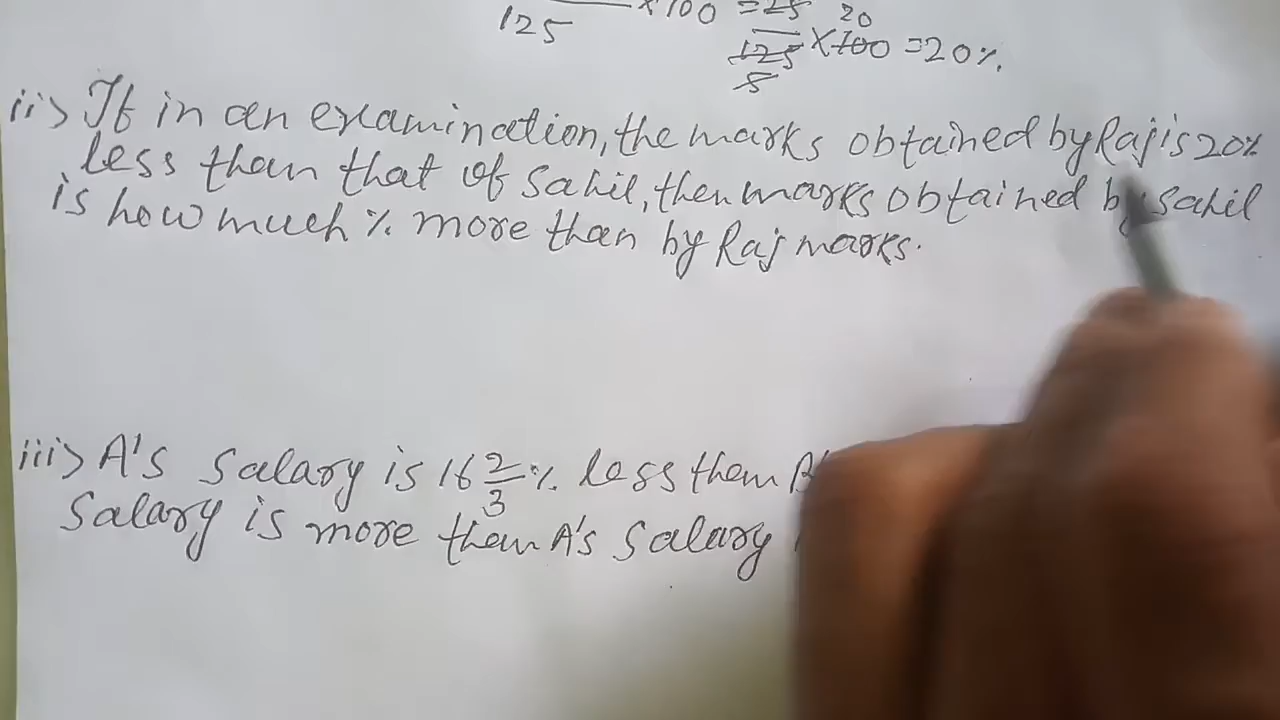 125 ×100 = 25/125 ×100 20 = 20%.
5
ii> If in an examination, the marks obtained by Raj is 20%
less than that of Sahil, then marks obtained by Sahil
is how much % more than by Raj marks.
iii> A's salary is 16 2/3 %. less then
Salary is more then A's salary